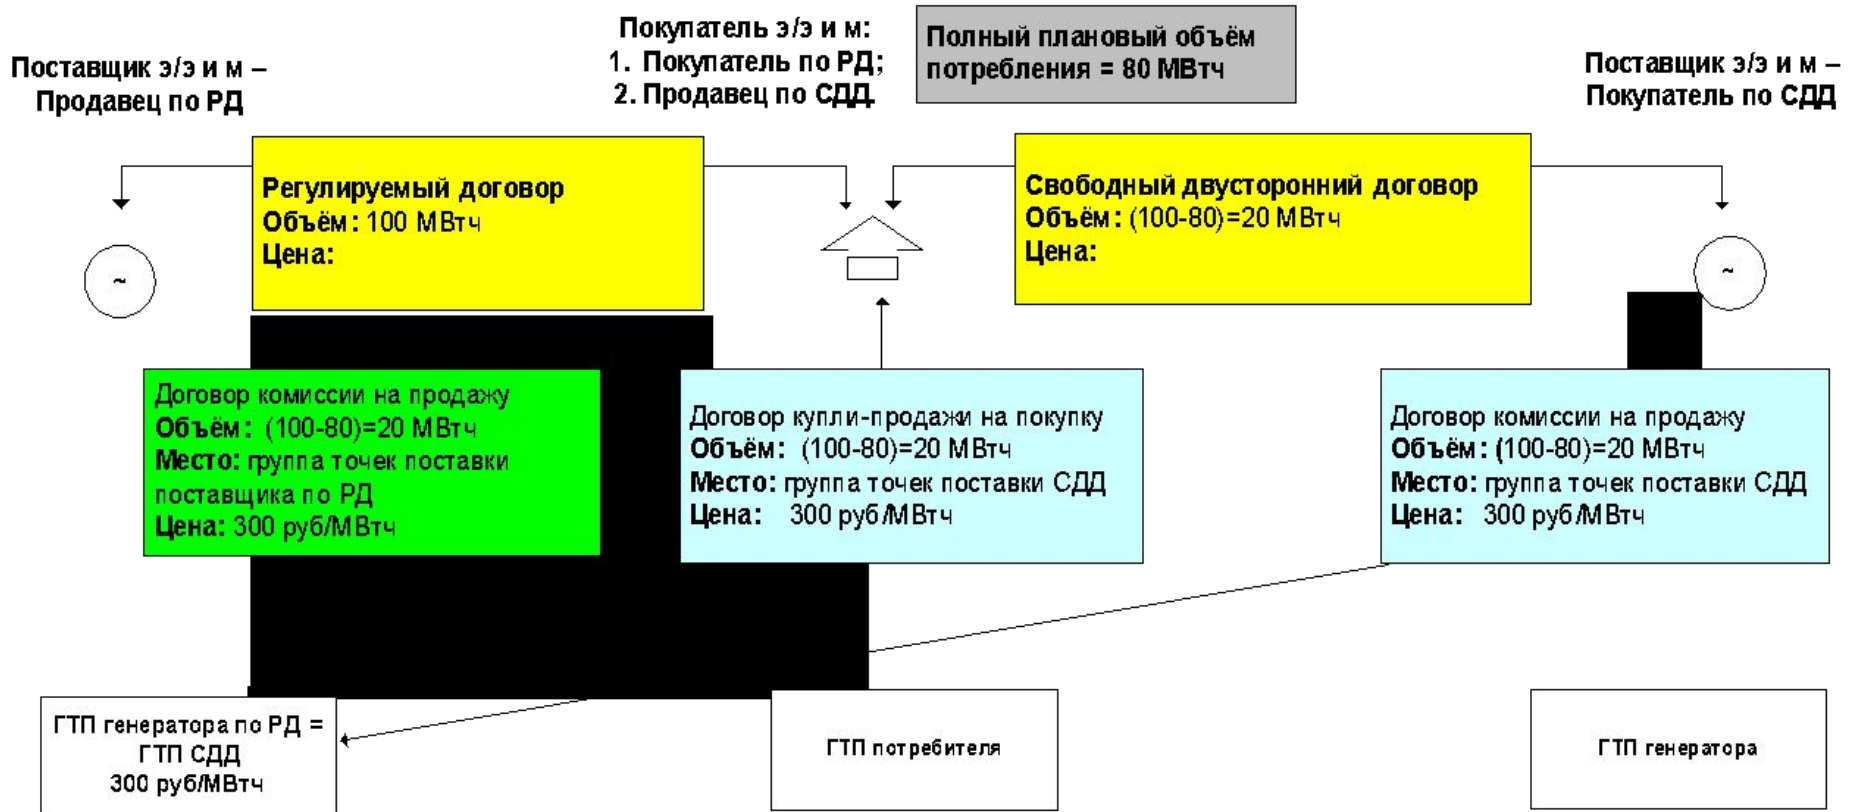 Поставщик э/э и м –
Продавец по РД
Покупатель э/э и м:
1. Покупатель по РД;
2. Продавец по СДД.
Полный плановый объём
потребления = 80 МВтч
Поставщик э/э и м –
Покупатель по СДД
Регулируемый договор
Объём: 100 МВтч
Цена:
Свободный двусторонний договор
Объём: (100-80)=20 МВтч
Цена:
~
~
Договор комиссии на продажу
Объём: (100-80)=20 МВтч
Место: группа точек поставки
поставщика по РД
Цена: 300 руб/МВтч
Договор купли-продажи на покупку
Объём: (100-80)=20 МВтч
Место: группа точек поставки СДД
Цена: 300 руб/МВтч
Договор комиссии на продажу
Объём: (100-80)=20 МВтч
Место: группа точек поставки СДД
Цена: 300 руб/МВтч
ГТП генератора по РД =
ГТП СДД
300 руб/МВтч
ГТП потребителя
ГТП генератора